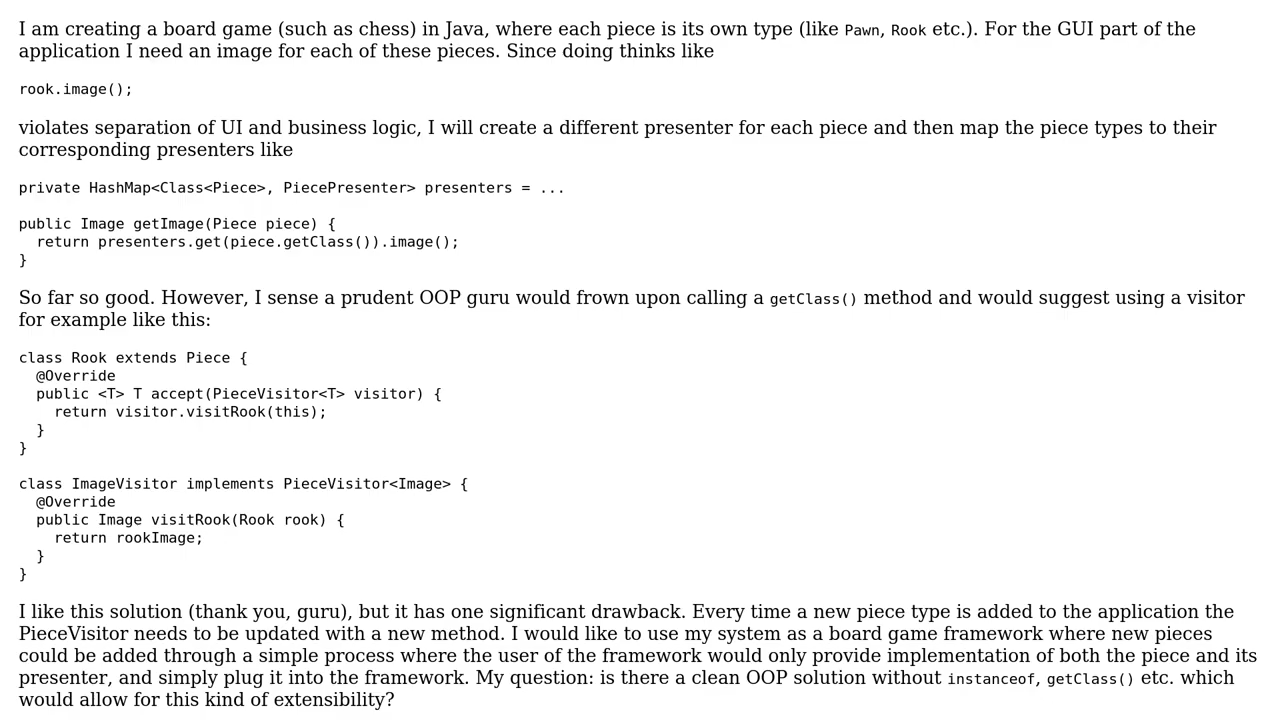 I am creating a board game (such as chess) in Java, where each piece is its own type (like Pawn, Rook etc.). For the GUI part of the
application I need an image for each of these pieces. Since doing thinks like
rook.image();
violates separation of UI and business logic, I will create a different presenter for each piece and then map the piece types to their
corresponding presenters like
private HashMap<Class<Piece>, PiecePresenter> presenters = ...
public Image getImage(Piece piece) {
  return presenters.get(piece.getClass()).image();
}
So far so good. However, I sense a prudent OOP guru would frown upon calling a getClass() method and would suggest using a visitor
for example like this:
class Rook extends Piece {
  @Override
  public <T> T accept(PieceVisitor<T> visitor) {
    return visitor.visitRook(this);
  }
}
class ImageVisitor implements PieceVisitor<Image> {
  @Override
  public Image visitRook(Rook rook) {
    return rookImage;
  }
}
I like this solution (thank you, guru), but it has one significant drawback. Every time a new piece type is added to the application the
PieceVisitor needs to be updated with a new method. I would like to use my system as a board game framework where new pieces
could be added through a simple process where the user of the framework would only provide implementation of both the piece and its
presenter, and simply plug it into the framework. My question: is there a clean OOP solution without instanceof, getClass() etc. which
would allow for this kind of extensibility?